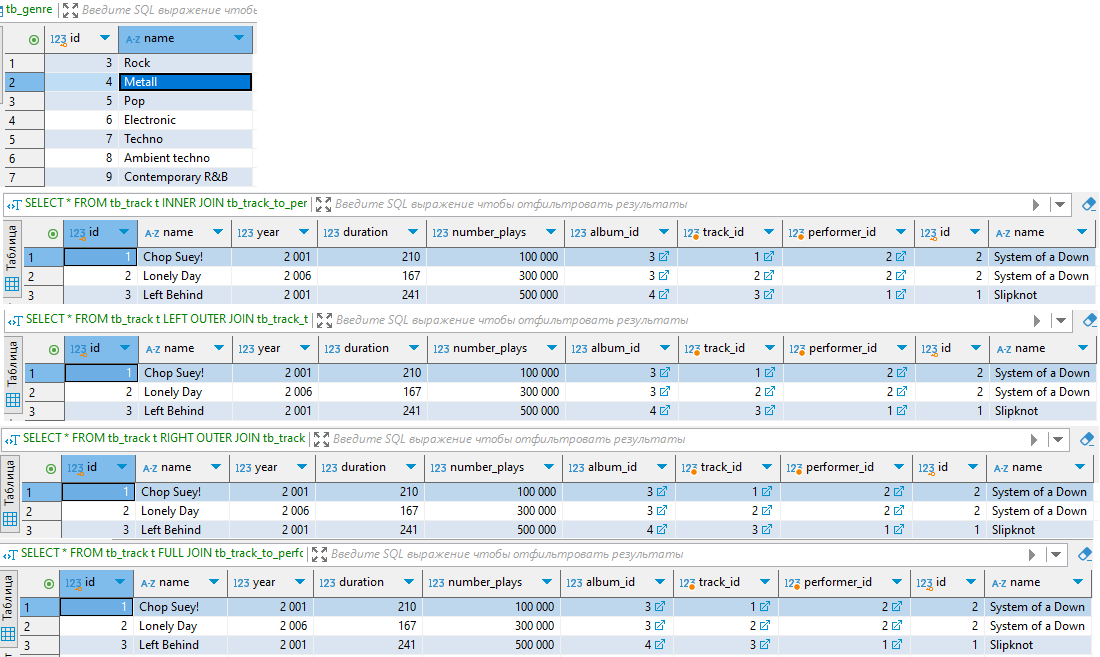 tb_genre Введите SQL выражение чтобы
123 id A-Z name
1 3 Rock
2 4 Metall
3 5 Pop
4 6 Electronic
5 7 Techno
6 8 Ambient techno
7 9 Contemporary R&B
SELECT * FROM tb_track t INNER JOIN tb_track_to_per Введите SQL выражение чтобы отфильтровать результаты
Таблица
123 id A-Z name 123 year 123 duration 123 number_plays 123 album_id 123 track_id 123 performer_id 123 id A-Z name
1 1 Chop Suey! 2 001 210 100 000 3 1 2 2 System of a Down
2 2 Lonely Day 2 006 167 300 000 3 2 2 2 System of a Down
3 3 Left Behind 2 001 241 500 000 4 3 1 1 Slipknot
SELECT * FROM tb_track t LEFT OUTER JOIN tb_track_t Введите SQL выражение чтобы отфильтровать результаты
Таблица
123 id A-Z name 123 year 123 duration 123 number_plays 123 album_id 123 track_id 123 performer_id 123 id A-Z name
1 1 Chop Suey! 2 001 210 100 000 3 1 2 2 System of a Down
2 2 Lonely Day 2 006 167 300 000 3 2 2 2 System of a Down
3 3 Left Behind 2 001 241 500 000 4 3 1 1 Slipknot
SELECT * FROM tb_track t RIGHT OUTER JOIN tb_track Введите SQL выражение чтобы отфильтровать результаты
Таблица
123 id A-Z name 123 year 123 duration 123 number_plays 123 album_id 123 track_id 123 performer_id 123 id A-Z name
1 1 Chop Suey! 2 001 210 100 000 3 1 2 2 System of a Down
2 2 Lonely Day 2 006 167 300 000 3 2 2 2 System of a Down
3 3 Left Behind 2 001 241 500 000 4 3 1 1 Slipknot
SELECT * FROM tb_track t FULL JOIN tb_track_to_perfo Введите SQL выражение чтобы отфильтровать результаты
Таблица
123 id A-Z name 123 year 123 duration 123 number_plays 123 album_id 123 track_id 123 performer_id 123 id A-Z name
1 1 Chop Suey! 2 001 210 100 000 3 1 2 2 System of a Down
2 2 Lonely Day 2 006 167 300 000 3 2 2 2 System of a Down
3 3 Left Behind 2 001 241 500 000 4 3 1 1 Slipknot